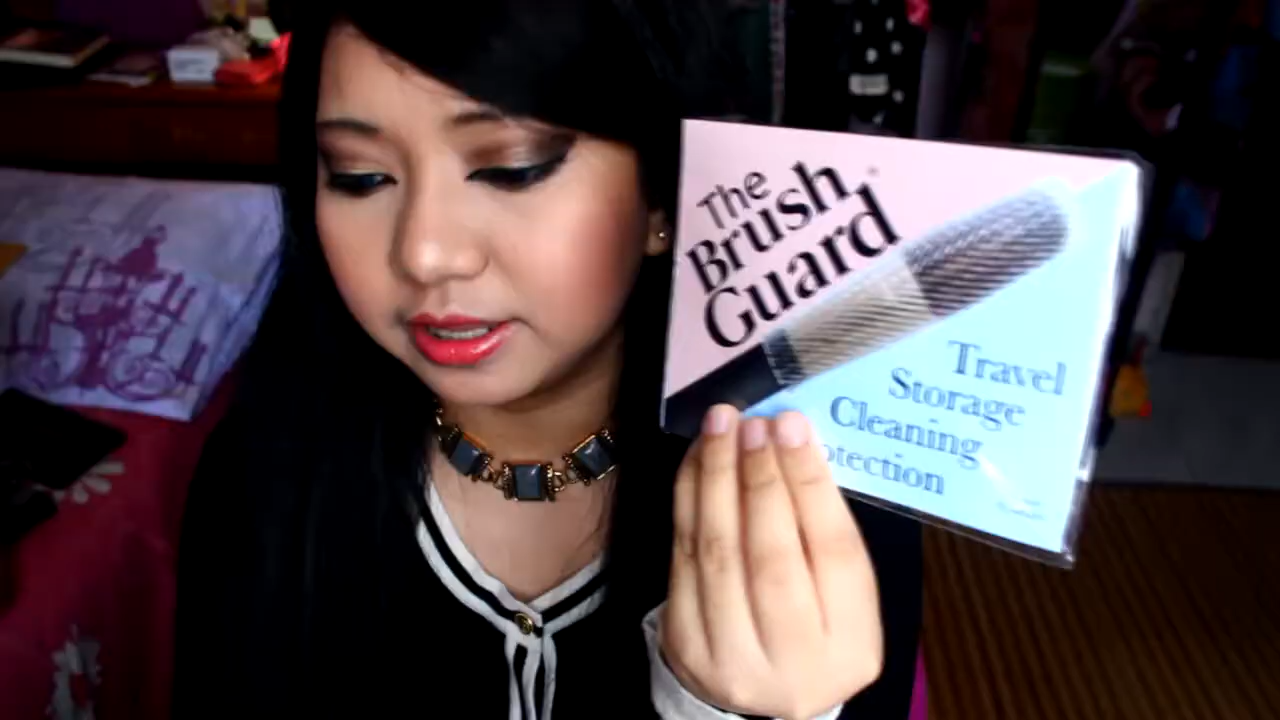 The
Brush
Guard
Travel
Storage
Cleaning
otection